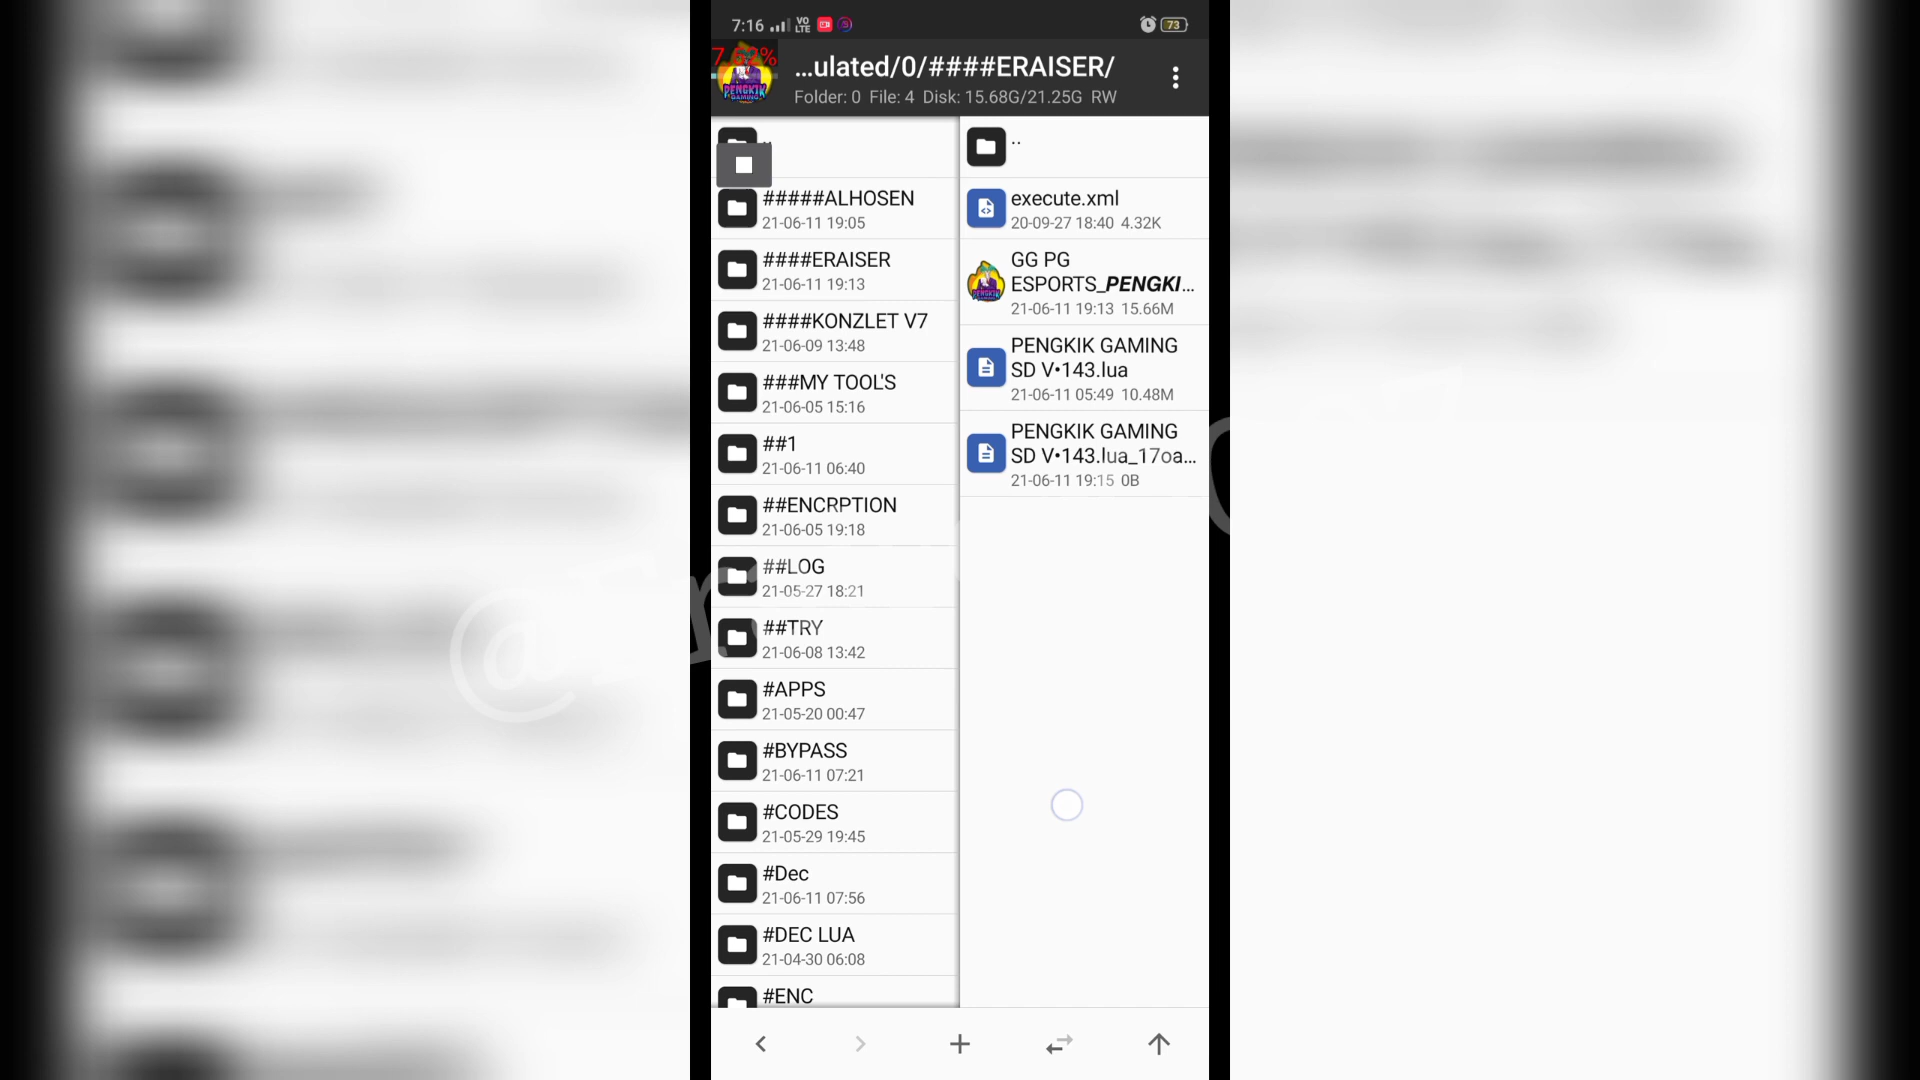 7:16 VO LTE 73
...ulated/0/####ERAISER/
Folder: 0 File: 4 Disk: 15.68G/21.25G RW
PENGKIK
GAMING
..
#####ALHOSEN
21-06-11 19:05
####ERAISER
21-06-11 19:13
####KONZLET V7
21-06-09 13:48
###MY TOOL'S
21-06-05 15:16
##1
21-06-11 06:40
##ENCRPTION
21-06-05 19:18
##LOG
21-05-27 18:21
##TRY
21-06-08 13:42
#APPS
21-05-20 00:47
#BYPASS
21-06-11 07:21
#CODES
21-05-29 19:45
#Dec
21-06-11 07:56
#DEC LUA
21-04-30 06:08
#ENC
..
execute.xml
20-09-27 18:40 4.32K
GG PG
ESPORTS_PENGKI...
21-06-11 19:13 15.66M
PENGKIK GAMING
SD V•143.lua
21-06-11 05:49 10.48M
PENGKIK GAMING
SD V•143.lua_17oa...
21-06-11 19:15 0B